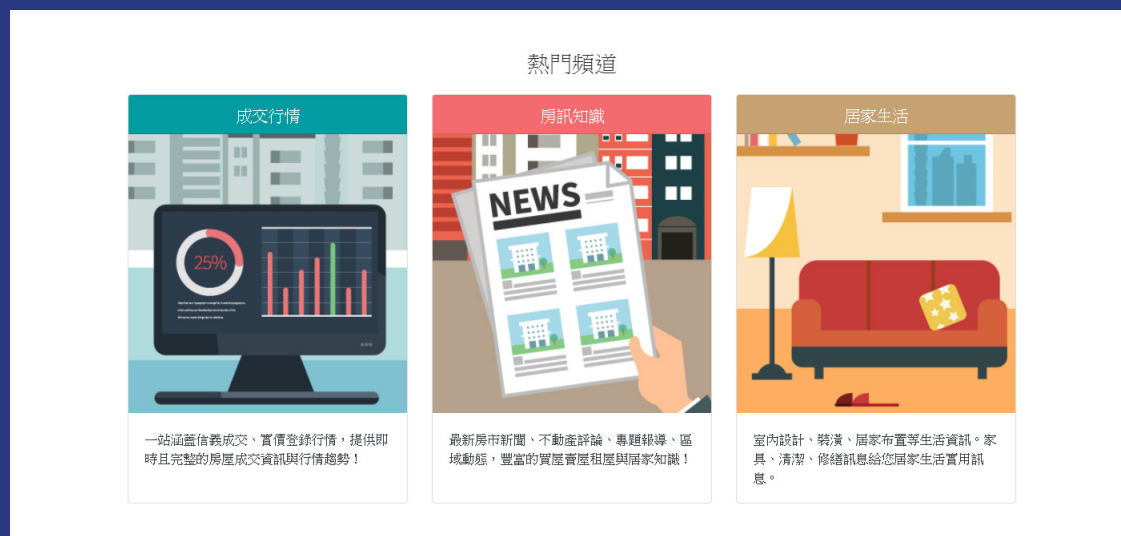 熱門頻道
成交行情
房訊知識
居家生活
25%
NEWS
一站涵蓋信義成交、實價登錄行情，提供即
時且完整的房屋成交資訊與行情趨勢！
最新房市新聞、不動產評論、專題報導、區
域動態，豐富的買屋賣屋租屋與居家知識！
室內設計、裝潢、居家布置等生活資訊。家
具、清潔、修繕訊息給您居家生活實用訊
息。